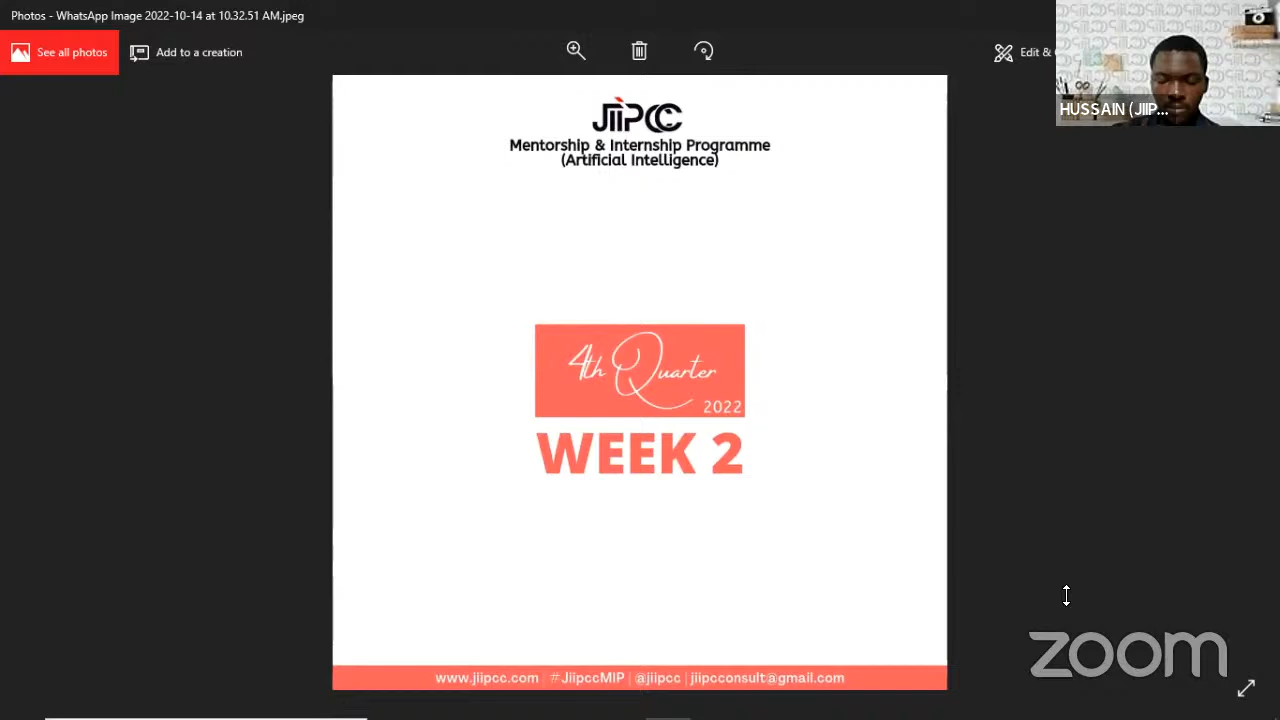 Photos - WhatsApp Image 2022-10-14 at 10.32.51 AM.jpeg
See all photos
Add to a creation
Edit &
HUSSAIN (JIIP...
JiiPCC
Mentorship & Internship Programme
(Artificial Intelligence)
4th Quarter
2022
WEEK 2
www.jiipcc.com | #JiipccMIP | @jiipcc | jiipcconsult@gmail.com
zoom